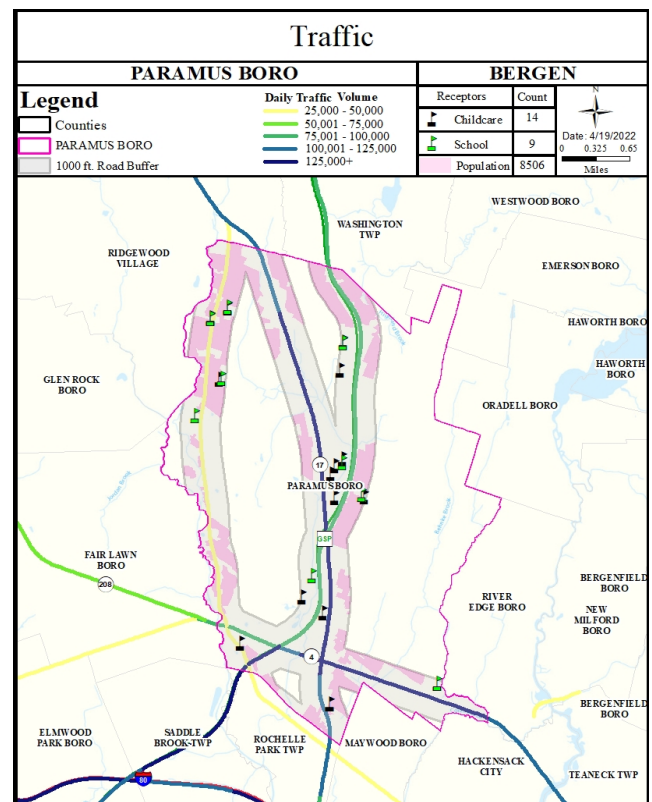 Traffic
PARAMUS BORO
BERGEN
Legend
Counties
PARAMUS BORO
1000 ft. Road Buffer
Daily Traffic Volume
25,000 - 50,000
50,001 - 75,000
75,001 - 100,000
100,001 - 125,000
125,000+
Receptors Count
Childcare 14
School 9
Population 8506
N
Date: 4/19/2022
0 0.325 0.65
Miles
WESTWOOD BORO
WASHINGTON
TWP
RIDGEWOOD
VILLAGE
EMERSON BORO
HAWORTH BORO
HAWORTH
BORO
GLEN ROCK
BORO
ORADELL BORO
17
PARAMUS BORO
GSP
FAIR LAWN
BORO
208
BERGENFIELD
BORO
RIVER
EDGE BORO
NEW
MILFORD
BORO
4
BERGENFIELD
BORO
ELMWOOD
PARK BORO
SADDLE
BROOK-TWP
ROCHELLE
PARK TWP
MAYWOOD BORO
HACKENSACK
CITY
TEANECK TWP
80